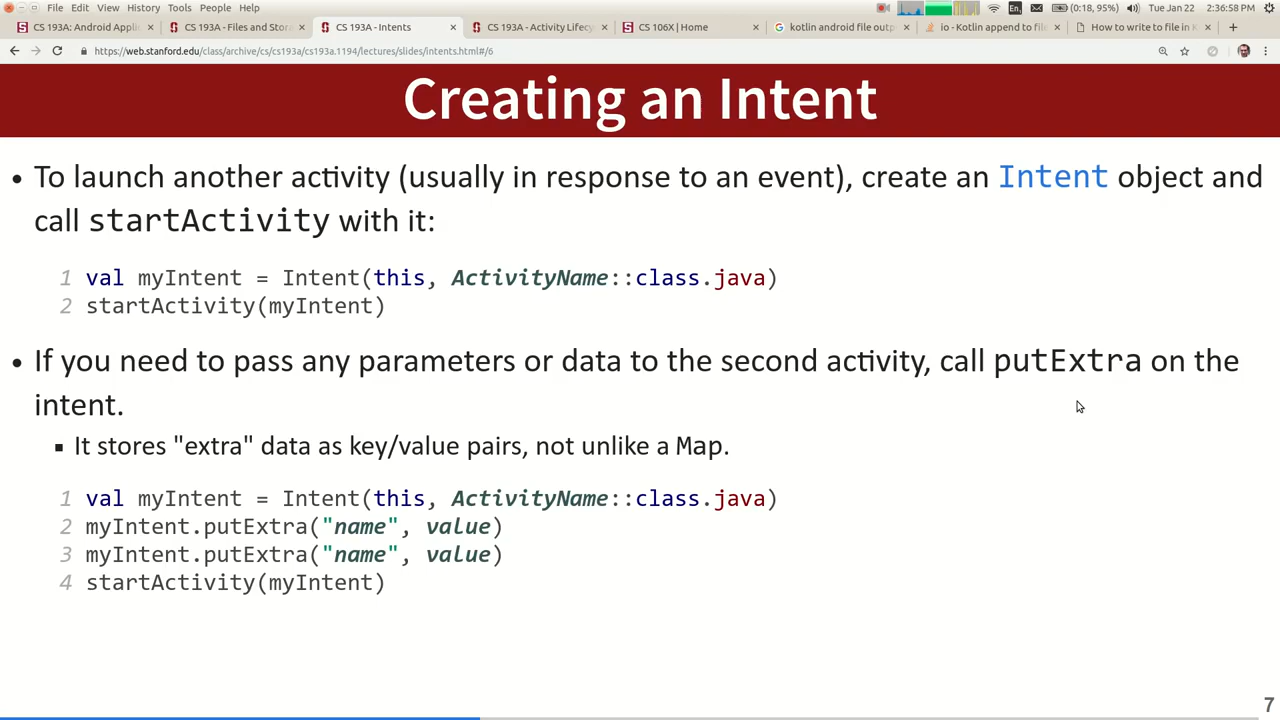 File Edit View History Tools People Help
En
(0:18, 95%)
Tue Jan 22 2:36:58 PM
CS 193A: Android Appli
CS 193A - Files and Stora
CS 193A - Intents
CS 193A - Activity Lifecy
CS 106X | Home
kotlin android file outp
io - Kotlin append to fil
How to write to file in K
https://web.stanford.edu/class/archive/cs/cs193a/cs193a.1194/lectures/slides/intents.html#/6
Creating an Intent
• To launch another activity (usually in response to an event), create an Intent object and
call startActivity with it:
1 val myIntent = Intent(this, ActivityName::class.java)
2 startActivity(myIntent)
• If you need to pass any parameters or data to the second activity, call putExtra on the
intent.
▪ It stores "extra" data as key/value pairs, not unlike a Map.
1 val myIntent = Intent(this, ActivityName::class.java)
2 myIntent.putExtra("name", value)
3 myIntent.putExtra("name", value)
4 startActivity(myIntent)
7